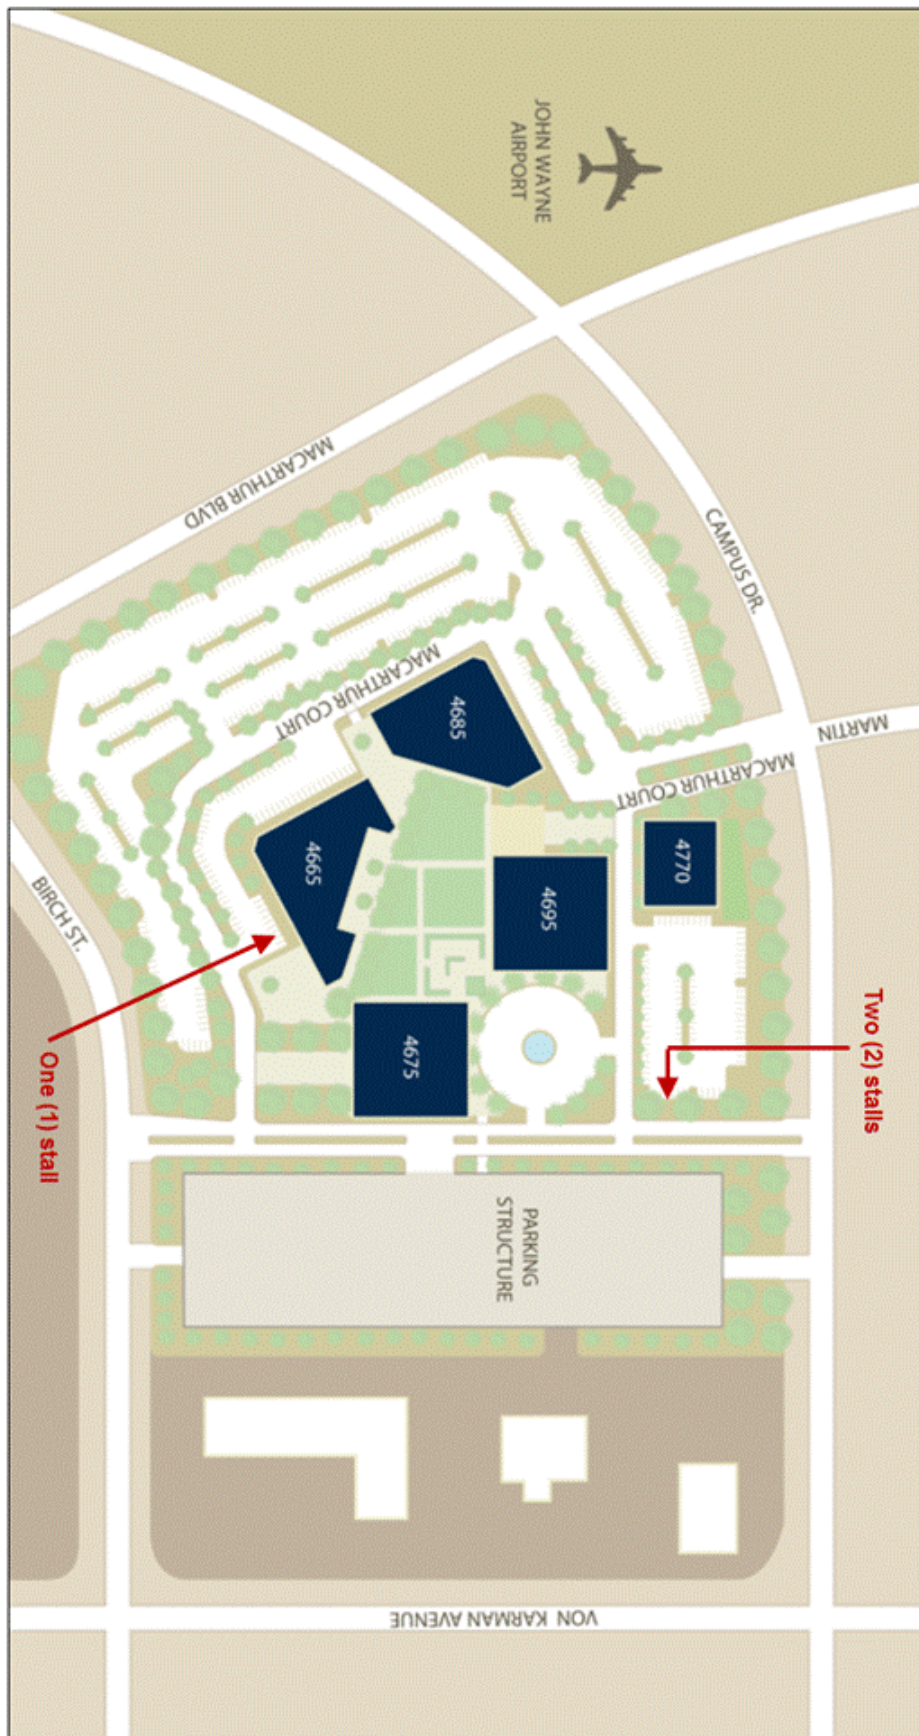 JOHN WAYNE
AIRPORT
MACARTHUR BLVD
CAMPUS DR.
MARTIN
MACARTHUR COURT
MACARTHUR COURT
4685
4770
4665
4695
BIRCH ST.
4675
Two (2) stalls
One (1) stall
PARKING
STRUCTURE
VON KARMAN AVENUE